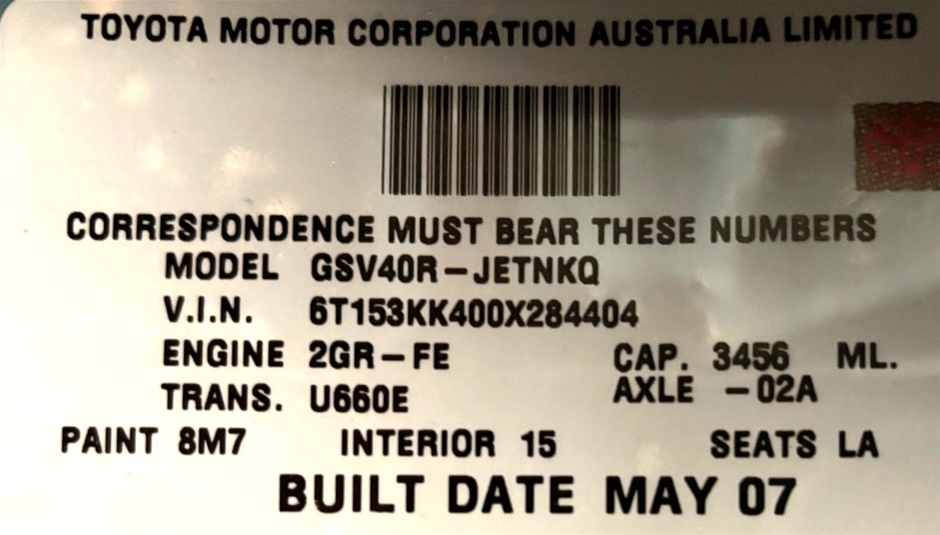 TOYOTA MOTOR CORPORATION AUSTRALIA LIMITED
CORRESPONDENCE MUST BEAR THESE NUMBERS
MODEL GSV40R-JETNKQ
V.I.N. 6T153KK400X284404
ENGINE 2GR-FE CAP. 3456 ML.
TRANS. U660E AXLE -02A
PAINT 8M7 INTERIOR 15 SEATS LA
BUILT DATE MAY 07